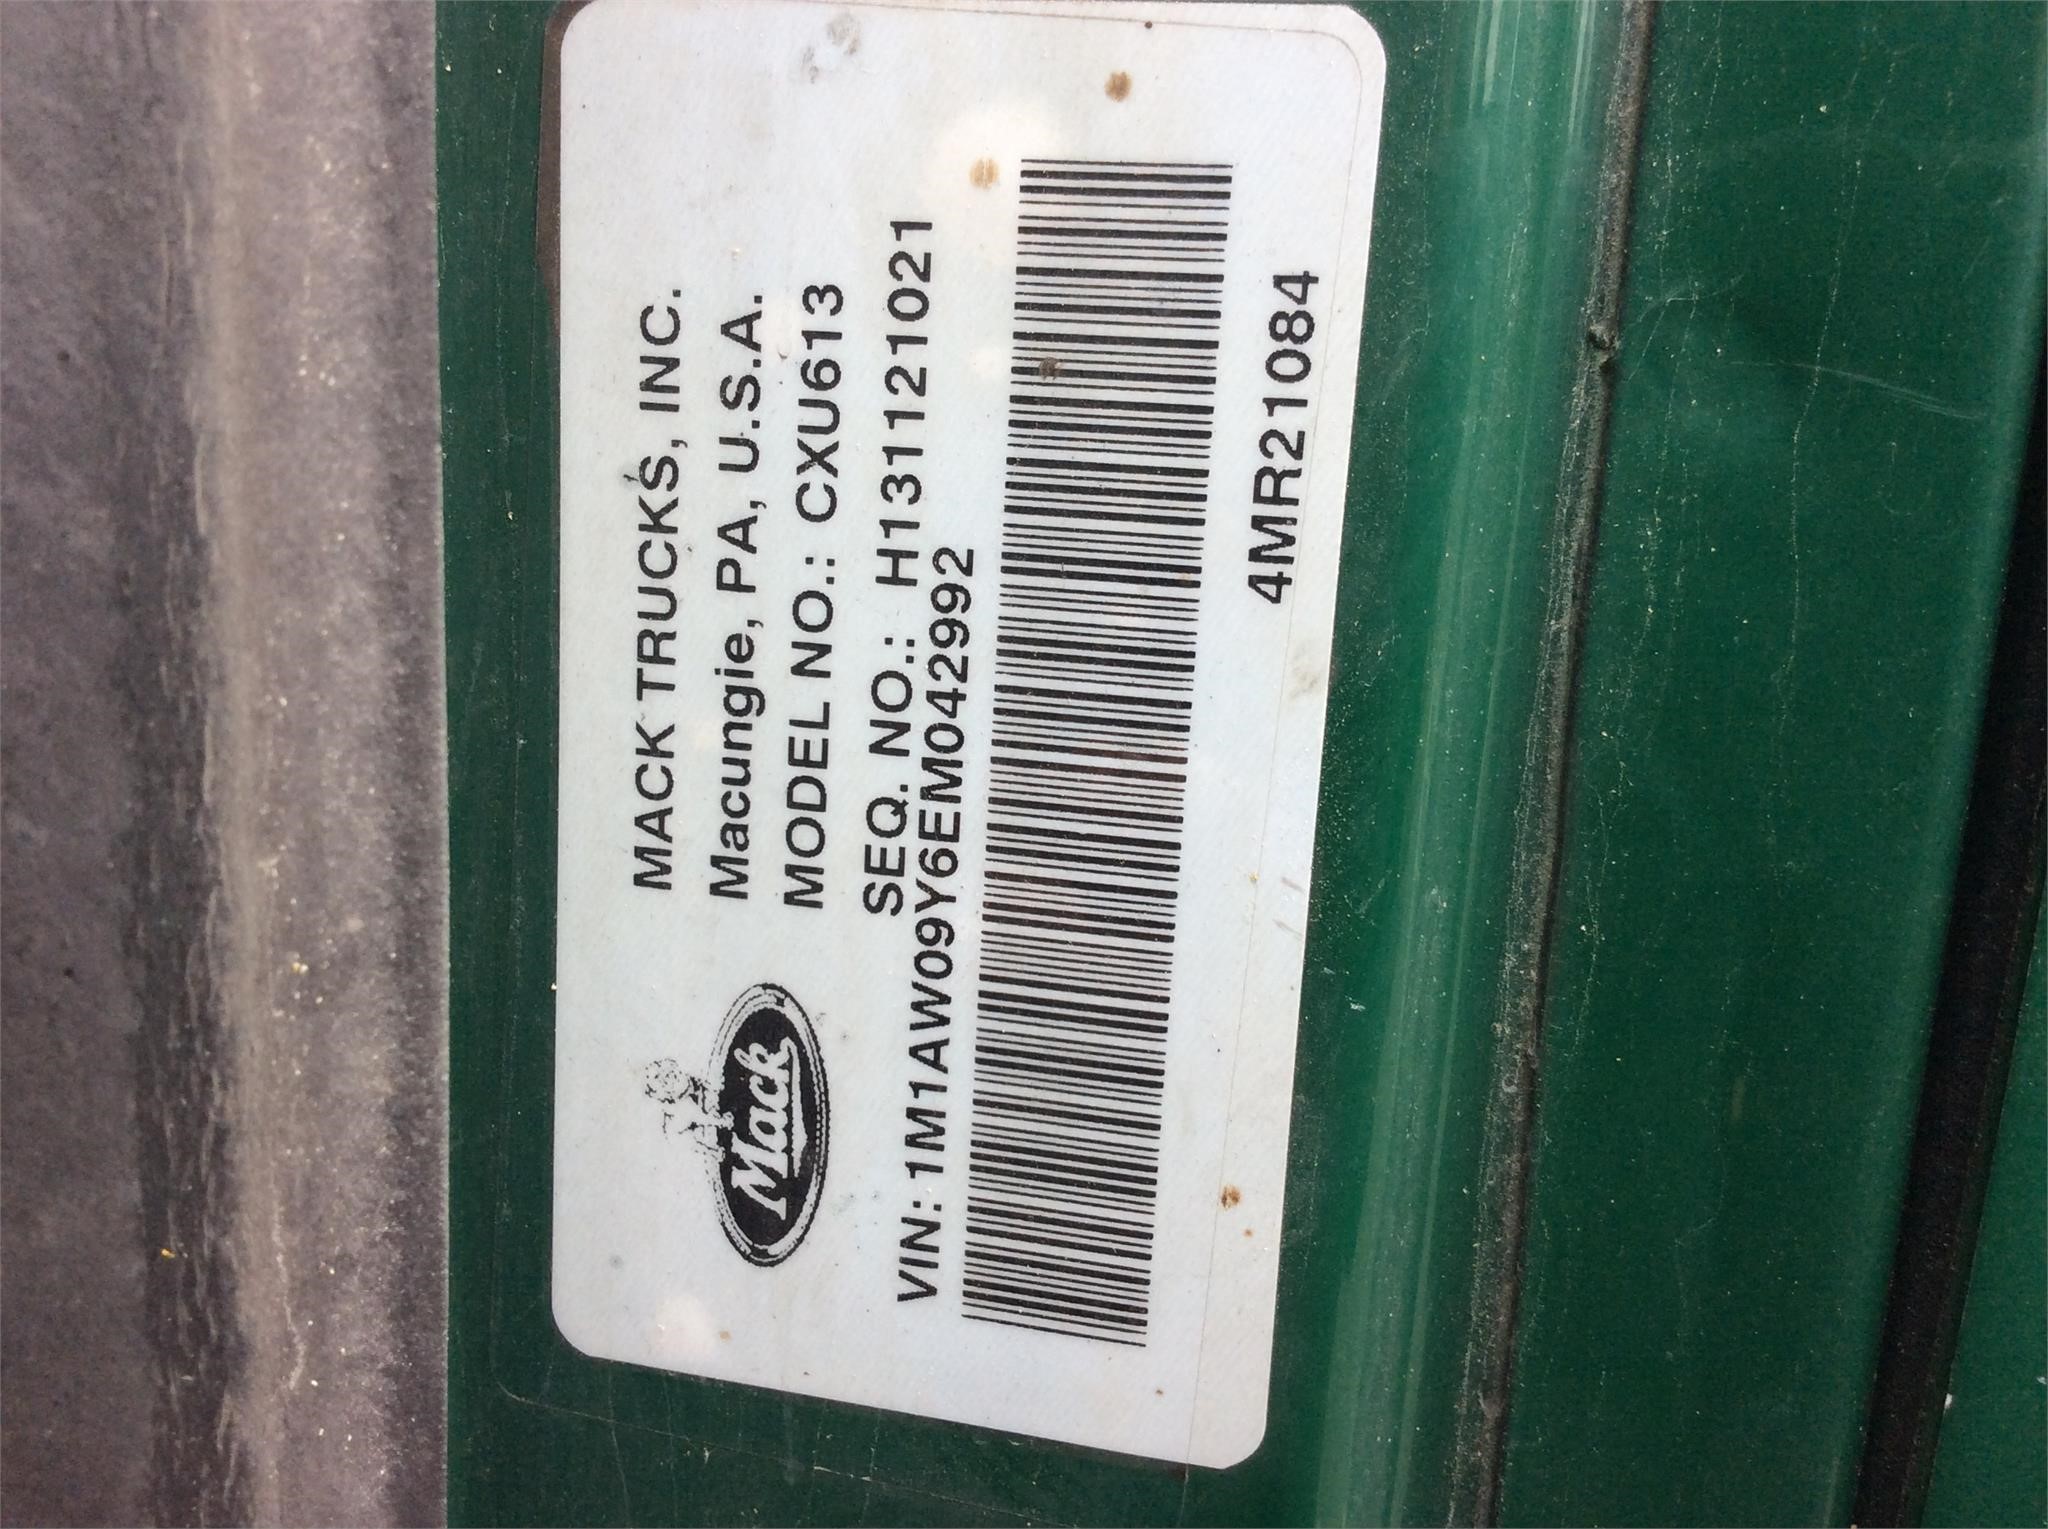 MACK TRUCKS, INC.
Macungie, PA, U.S.A.
MODEL NO.: CXU613
SEQ. NO.: H131121021
Mack
VIN: 1M1AW09Y6EM042992
4MR21084